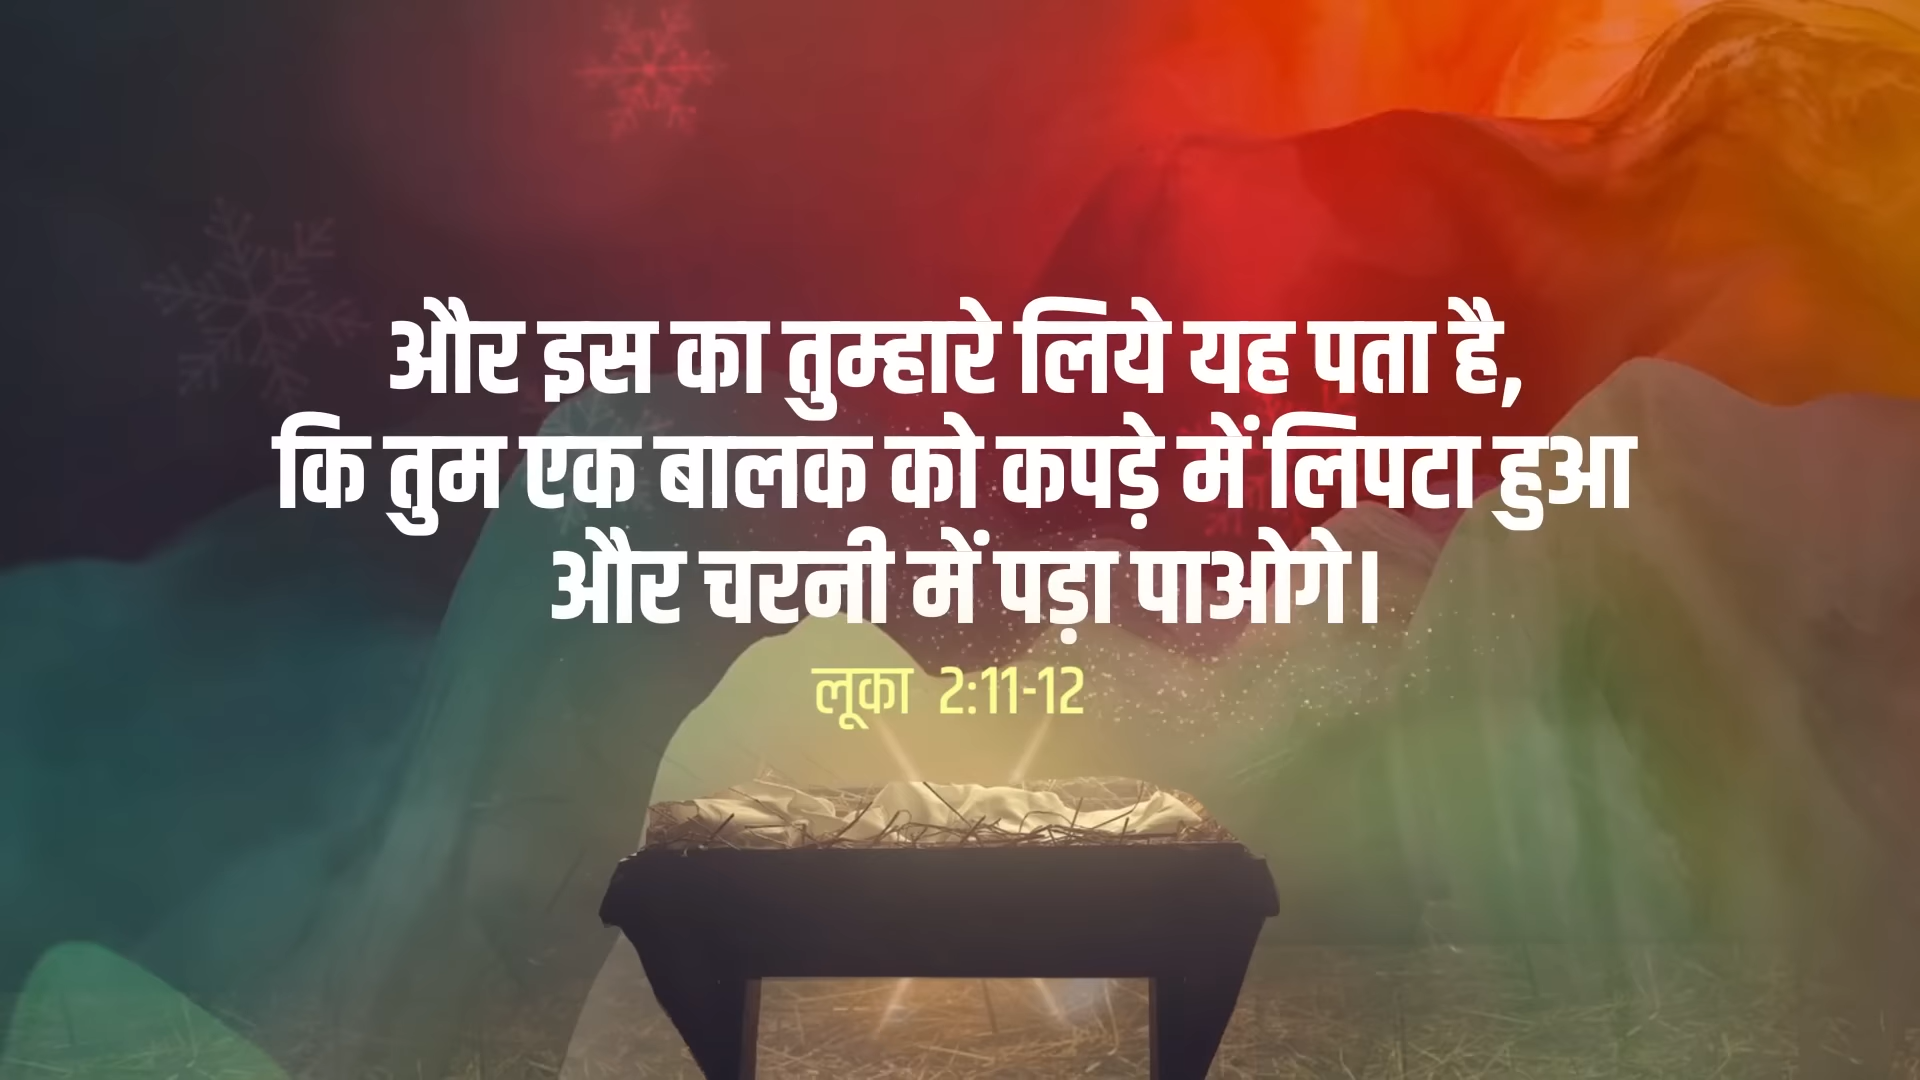 और इस का तुम्हारे लिये यह पता है,
कि तुम एक बालक को कपड़े में लिपटा हुआ
और चरनी में पड़ा पाओगे।
लूका 2:11-12